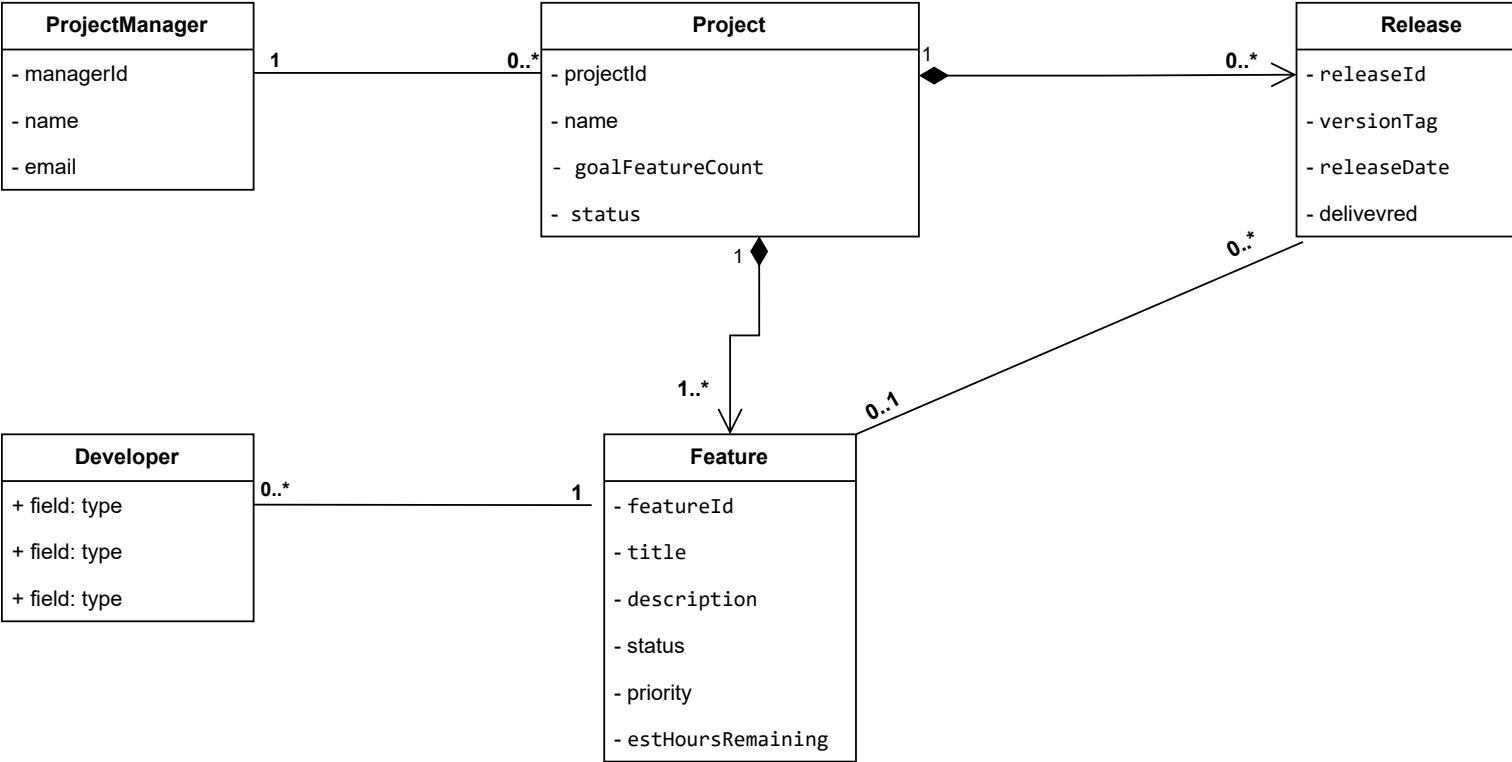 ProjectManager
- managerId
- name
- email
1
0..*
Project
- projectId
- name
- goalFeatureCount
- status
1
0..*
Release
- releaseId
- versionTag
- releaseDate
- delivevred
1
1..*
0..*
0..1
Developer
+ field: type
+ field: type
+ field: type
0..*
1
Feature
- featureId
- title
- description
- status
- priority
- estHoursRemaining